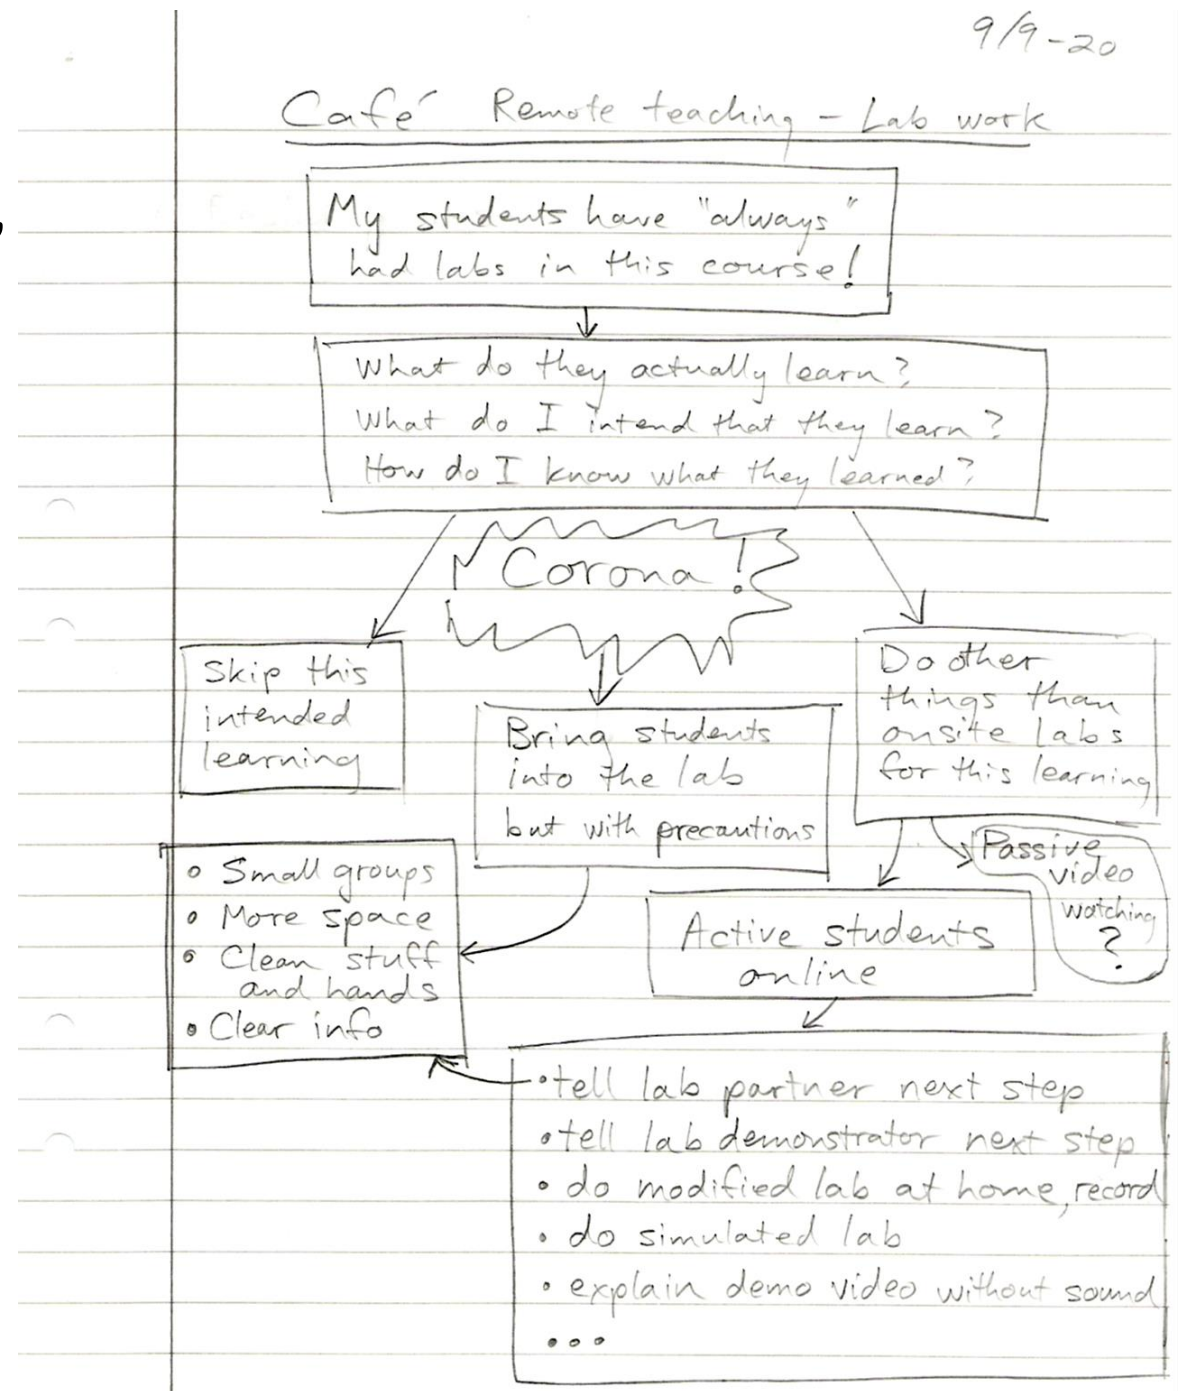 9/9-20
Café Remote teaching – Lab work
My students have "always"
had labs in this course!
What do they actually learn?
What do I intend that they learn?
How do I know what they learned?
Corona!
Skip this
intended
learning
Bring students
into the lab
but with precautions
Do other
things than
onsite labs
for this learning
• Small groups
• More space
• Clean stuff
and hands
• Clear info
Active students
online
Passive
video
watching
?
• tell lab partner next step
• tell lab demonstrator next step
• do modified lab at home, record
• do simulated lab
• explain demo video without sound
• • •